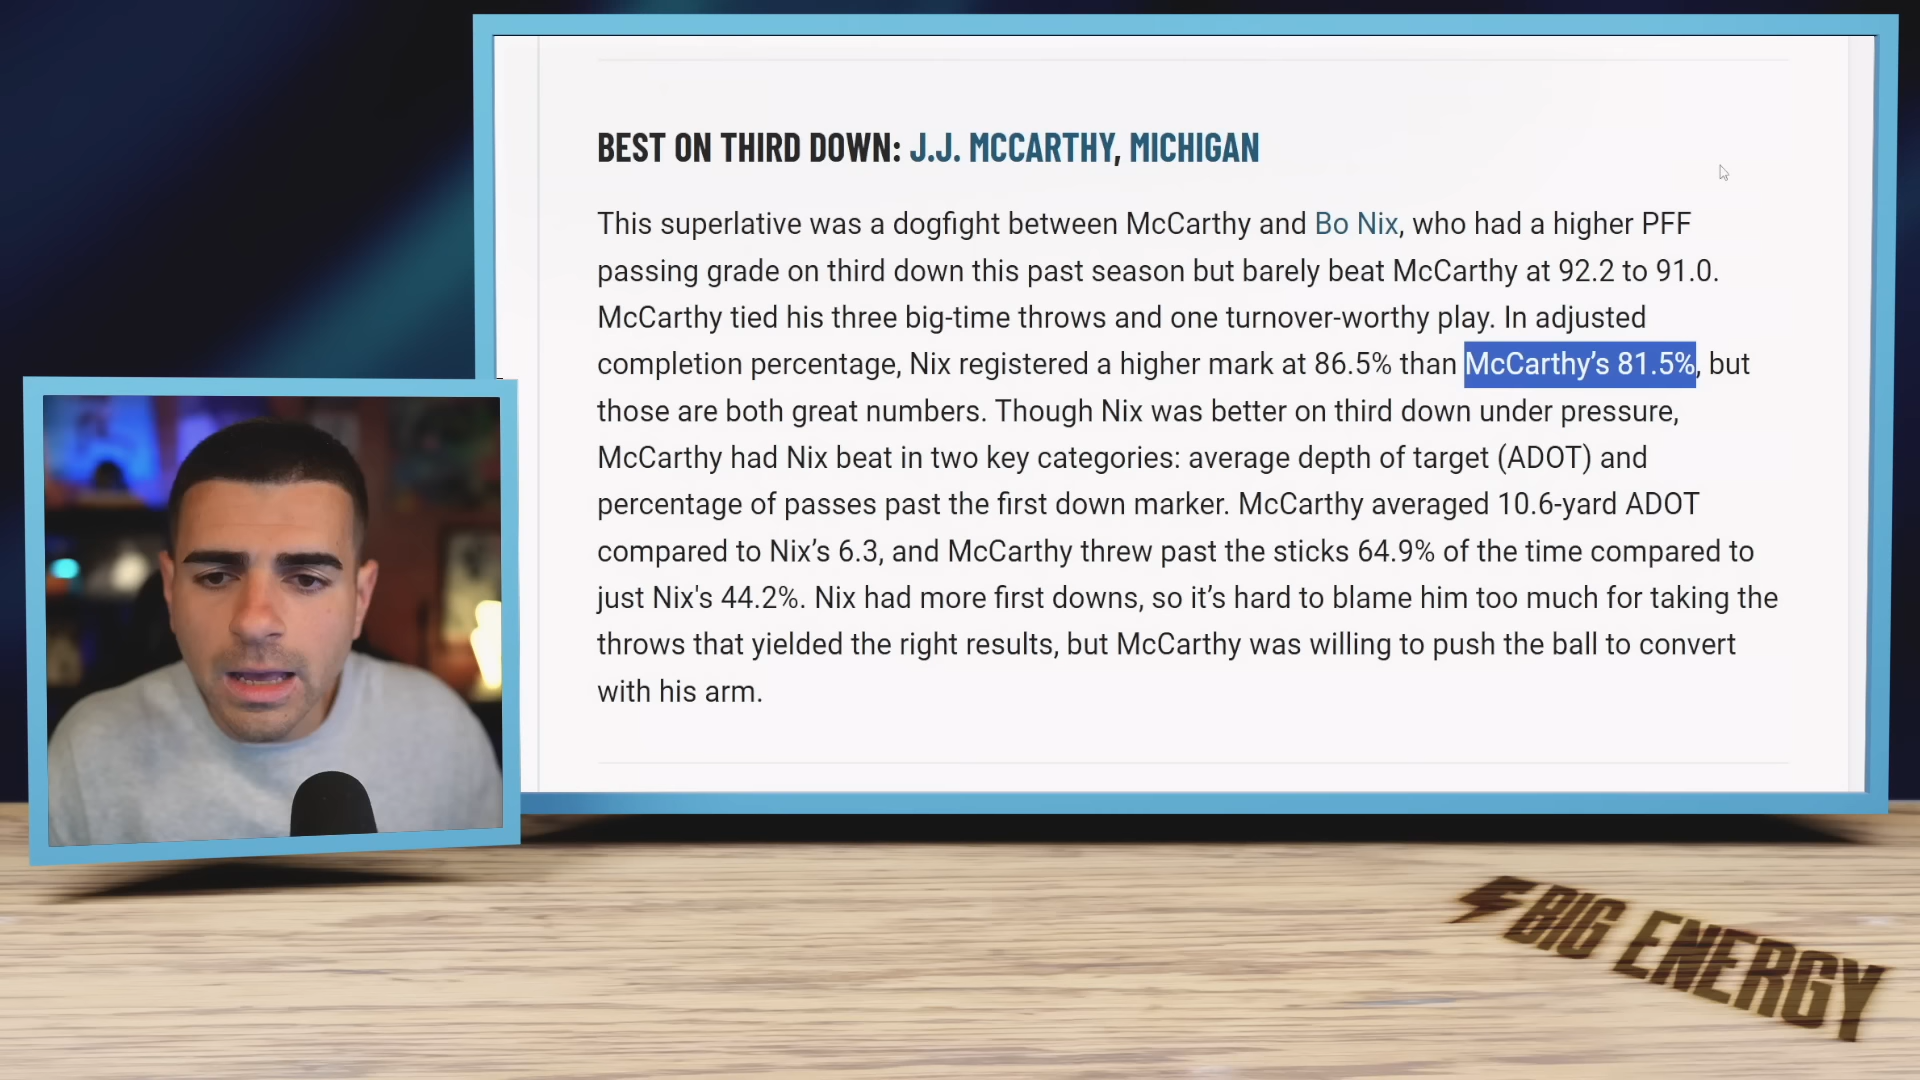 BEST ON THIRD DOWN: J.J. MCCARTHY, MICHIGAN
This superlative was a dogfight between McCarthy and Bo Nix, who had a higher PFF
passing grade on third down this past season but barely beat McCarthy at 92.2 to 91.0.
McCarthy tied his three big-time throws and one turnover-worthy play. In adjusted
completion percentage, Nix registered a higher mark at 86.5% than McCarthy’s 81.5%, but
those are both great numbers. Though Nix was better on third down under pressure,
McCarthy had Nix beat in two key categories: average depth of target (ADOT) and
percentage of passes past the first down marker. McCarthy averaged 10.6-yard ADOT
compared to Nix’s 6.3, and McCarthy threw past the sticks 64.9% of the time compared to
just Nix's 44.2%. Nix had more first downs, so it’s hard to blame him too much for taking the
throws that yielded the right results, but McCarthy was willing to push the ball to convert
with his arm.
BIG ENERGY